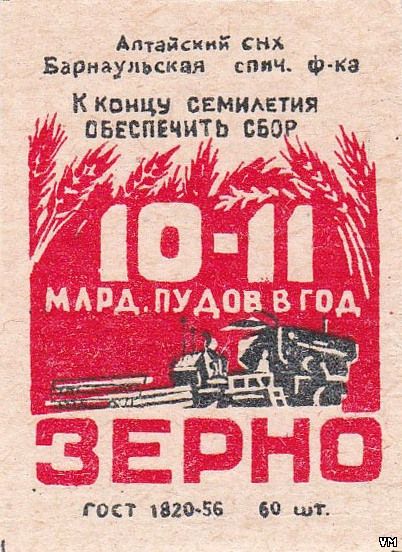 Алтайский СНХ
Барнаульская спич. ф-ка
К КОНЦУ СЕМИЛЕТИЯ
ОБЕСПЕЧИТЬ СБОР
10-11
МЛРД. ПУДОВ В ГОД
ЗЕРНО
ГОСТ 1820-56 60 шт.
VM